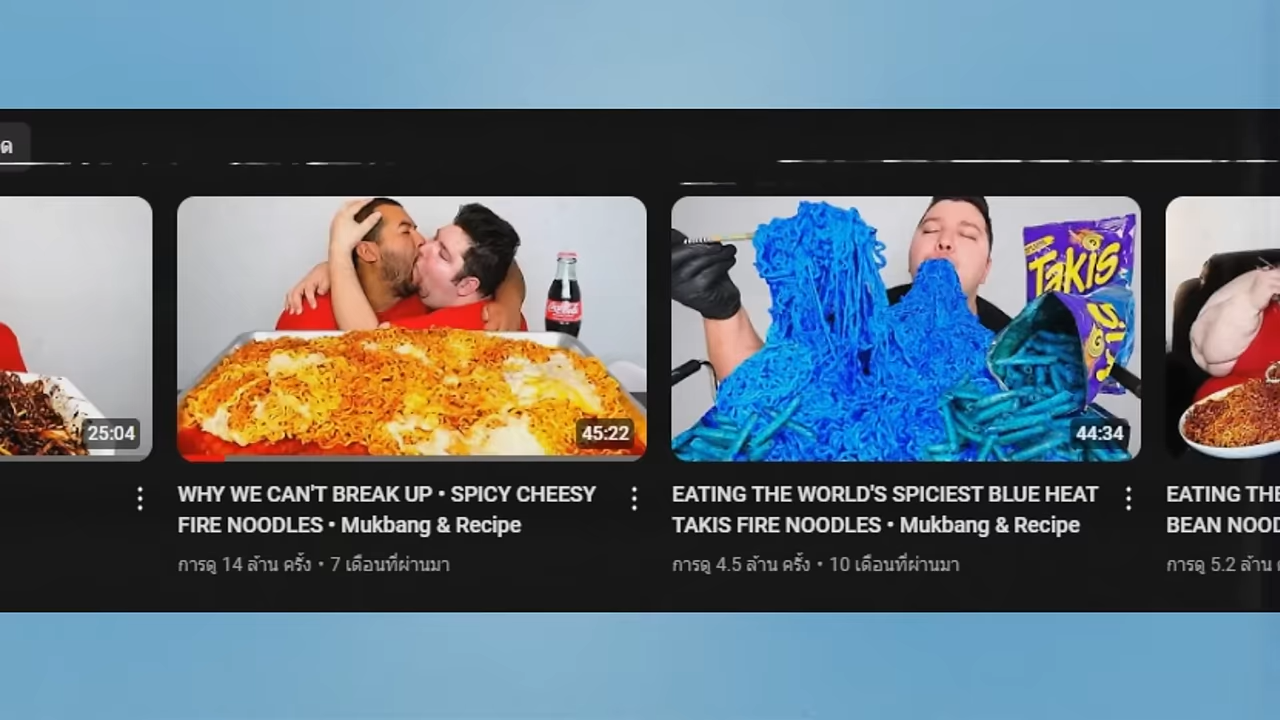 ด
25:04
45:22
44:34
Takis
WHY WE CAN'T BREAK UP • SPICY CHEESY
FIRE NOODLES • Mukbang & Recipe
การดู 14 ล้าน ครั้ง • 7 เดือนที่ผ่านมา
EATING THE WORLD'S SPICIEST BLUE HEAT
TAKIS FIRE NOODLES • Mukbang & Recipe
การดู 4.5 ล้าน ครั้ง • 10 เดือนที่ผ่านมา
EATING THE
BEAN NOOD
การดู 5.2 ล้าน